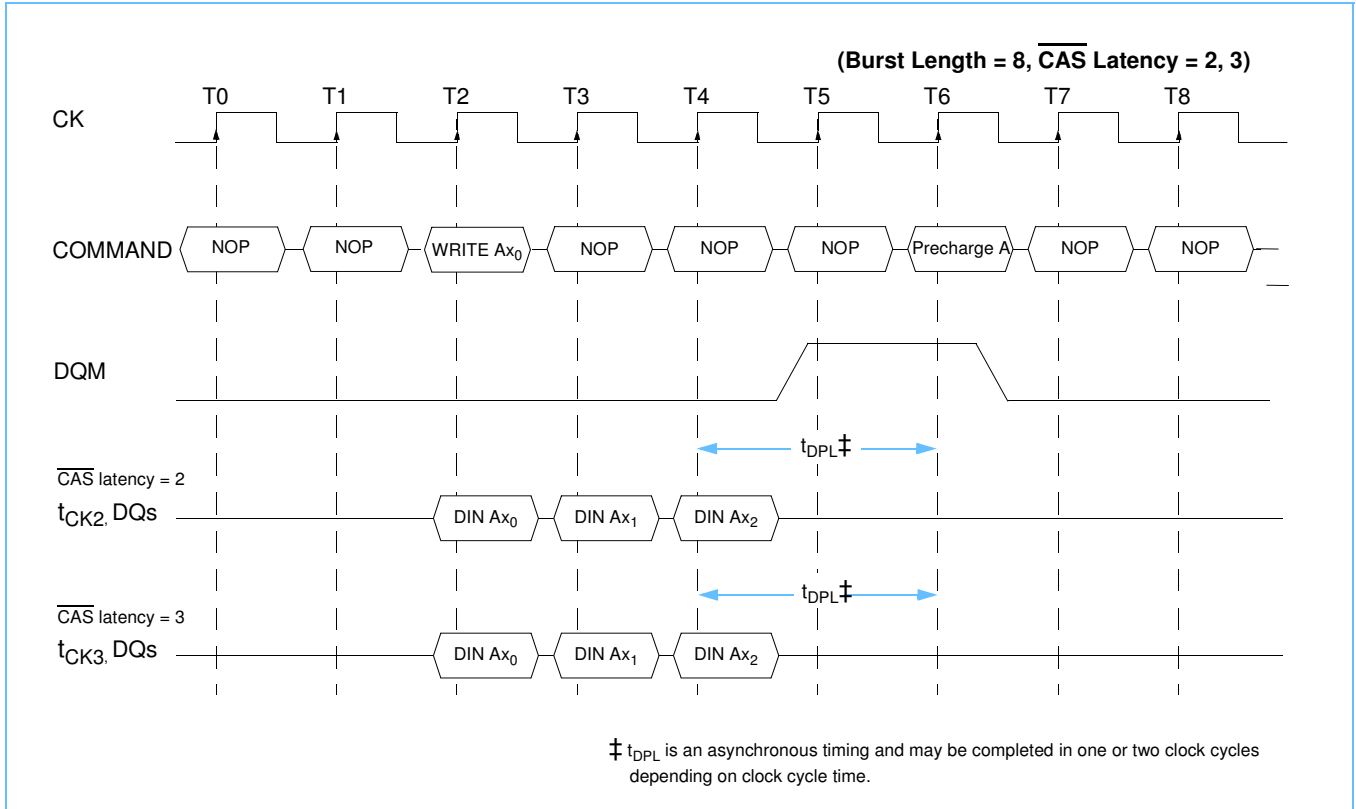 (Burst Length = 8, CAS Latency = 2, 3)
T0 T1 T2 T3 T4 T5 T6 T7 T8
CK
COMMAND NOP NOP WRITE Ax0 NOP NOP NOP Precharge A NOP NOP
DQM
tDPL‡
CAS latency = 2
tCK2, DQs DIN Ax0 DIN Ax1 DIN Ax2
tDPL‡
CAS latency = 3
tCK3, DQs DIN Ax0 DIN Ax1 DIN Ax2
‡ tDPL is an asynchronous timing and may be completed in one or two clock cycles
depending on clock cycle time.